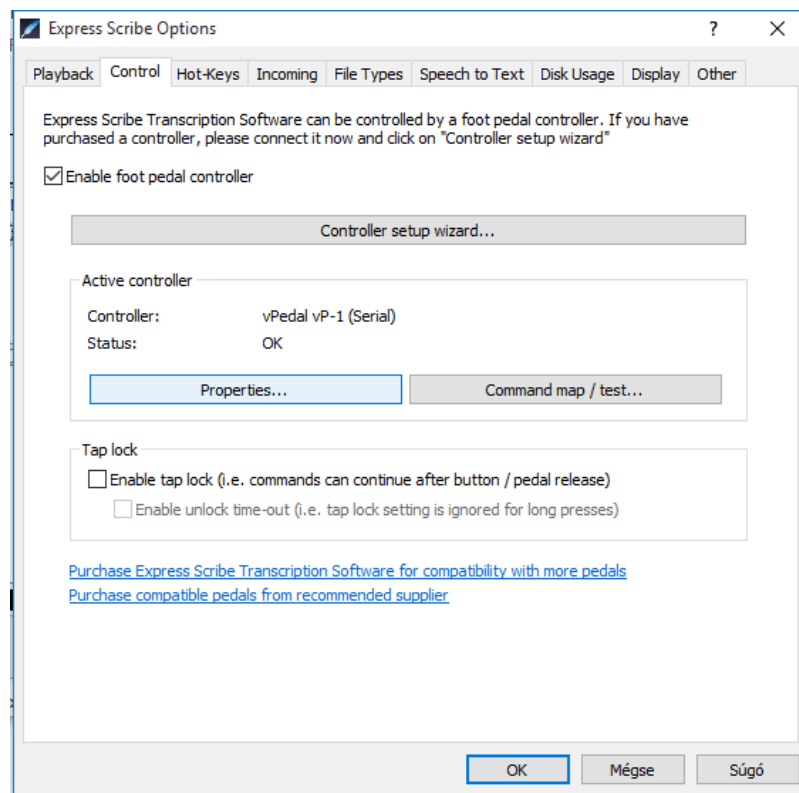 Express Scribe Options
Playback Control Hot-Keys Incoming File Types Speech to Text Disk Usage Display Other
Express Scribe Transcription Software can be controlled by a foot pedal controller. If you have
purchased a controller, please connect it now and click on "Controller setup wizard"
Enable foot pedal controller
Controller setup wizard...
Active controller
Controller: vPedal vP-1 (Serial)
Status: OK
Properties... Command map / test...
Tap lock
Enable tap lock (i.e. commands can continue after button / pedal release)
Enable unlock time-out (i.e. tap lock setting is ignored for long presses)
Purchase Express Scribe Transcription Software for compatibility with more pedals
Purchase compatible pedals from recommended supplier
OK Mégse Súgó